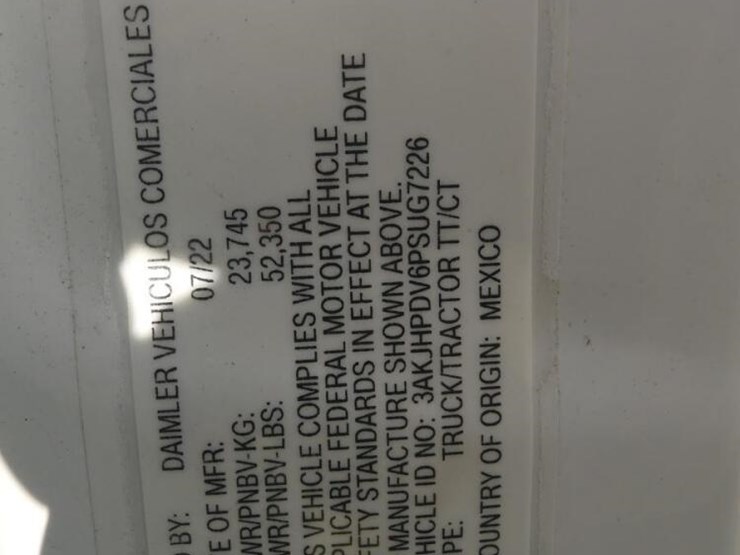 BY: DAIMLER VEHICULOS COMERCIALES
E OF MFR: 07/22
WR/PNBV-KG: 23,745
WR/PNBV-LBS: 52,350
S VEHICLE COMPLIES WITH ALL
PLICABLE FEDERAL MOTOR VEHICLE
FETY STANDARDS IN EFFECT AT THE DATE
MANUFACTURE SHOWN ABOVE.
HICLE ID NO: 3AKJHPDV6PSUG7226
PE: TRUCK/TRACTOR TT/CT
OUNTRY OF ORIGIN: MEXICO